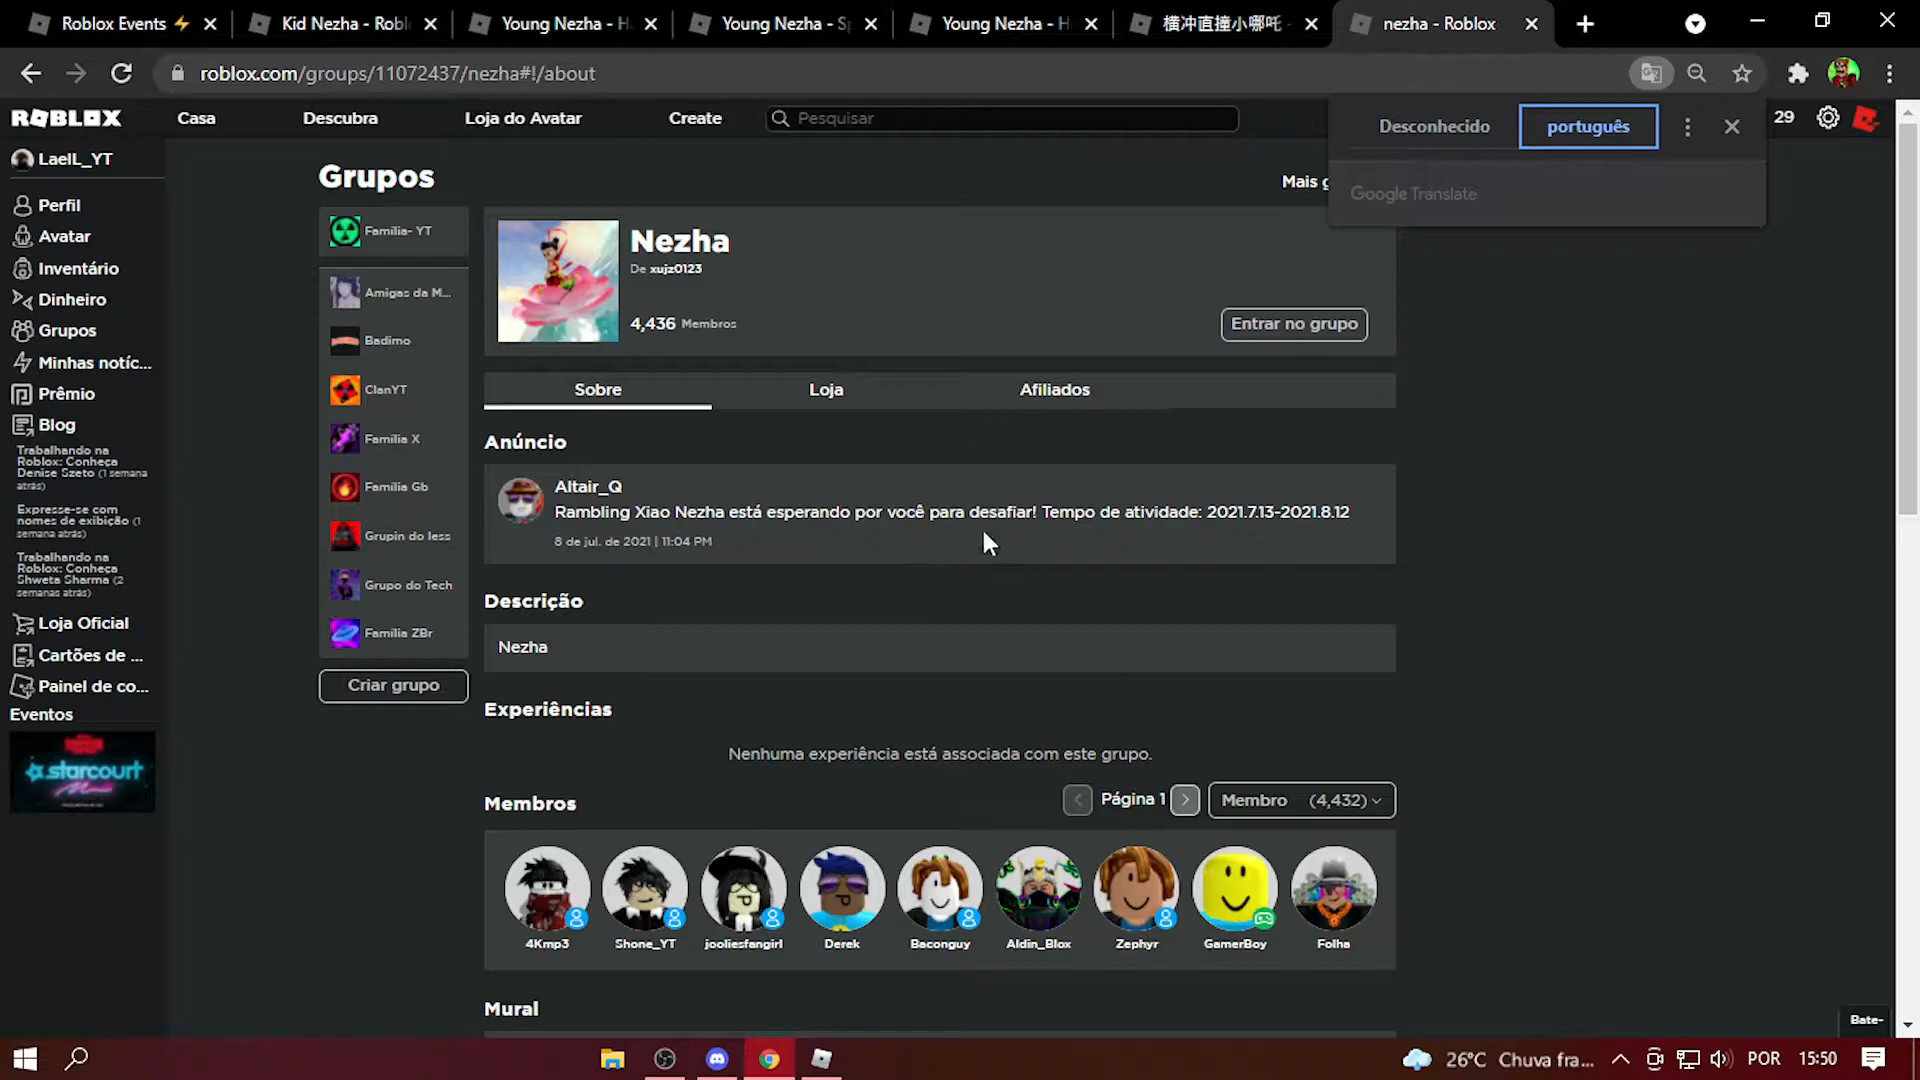 Roblox Events ⚡
Kid Nezha - Robl
Young Nezha - H
Young Nezha - Sp
Young Nezha - H
横冲直撞小哪吒 -
nezha - Roblox
roblox.com/groups/11072437/nezha#!/about
ROBLOX
Casa
Descubra
Loja do Avatar
Create
Pesquisar
Desconhecido
português
29
Google Translate
LaelL_YT
Perfil
Avatar
Inventário
Dinheiro
Grupos
Minhas notíc...
Prêmio
Blog
Trabalhando na
Roblox: Conheça
Denise Szeto (1 semana
atrás)
Expresse-se com
nomes de exibição (1
semana atrás)
Trabalhando na
Roblox: Conheça
Shweta Sharma (2
semanas atrás)
Loja Oficial
Cartões de ...
Painel de co...
Eventos
starcourt
Grupos
Mais g
Familia- YT
Amigas da M...
Badimo
ClanYT
Familia X
Familia Gb
Grupin do less
Grupo do Tech
Familia ZBr
Criar grupo
Nezha
De xujz0123
4,436 Membros
Entrar no grupo
Sobre
Loja
Afiliados
Anúncio
Altair_Q
Rambling Xiao Nezha está esperando por você para desafiar! Tempo de atividade: 2021.7.13-2021.8.12
8 de jul. de 2021 | 11:04 PM
Descrição
Nezha
Experiências
Nenhuma experiência está associada com este grupo.
Membros
Página 1
Membro (4,432)
4Kmp3
Shone_YT
jooliesfangirl
Derek
Baconguy
Aldin_Blox
Zephyr
GamerBoy
Folha
Mural
Bate-
26°C Chuva fra...
POR
15:50